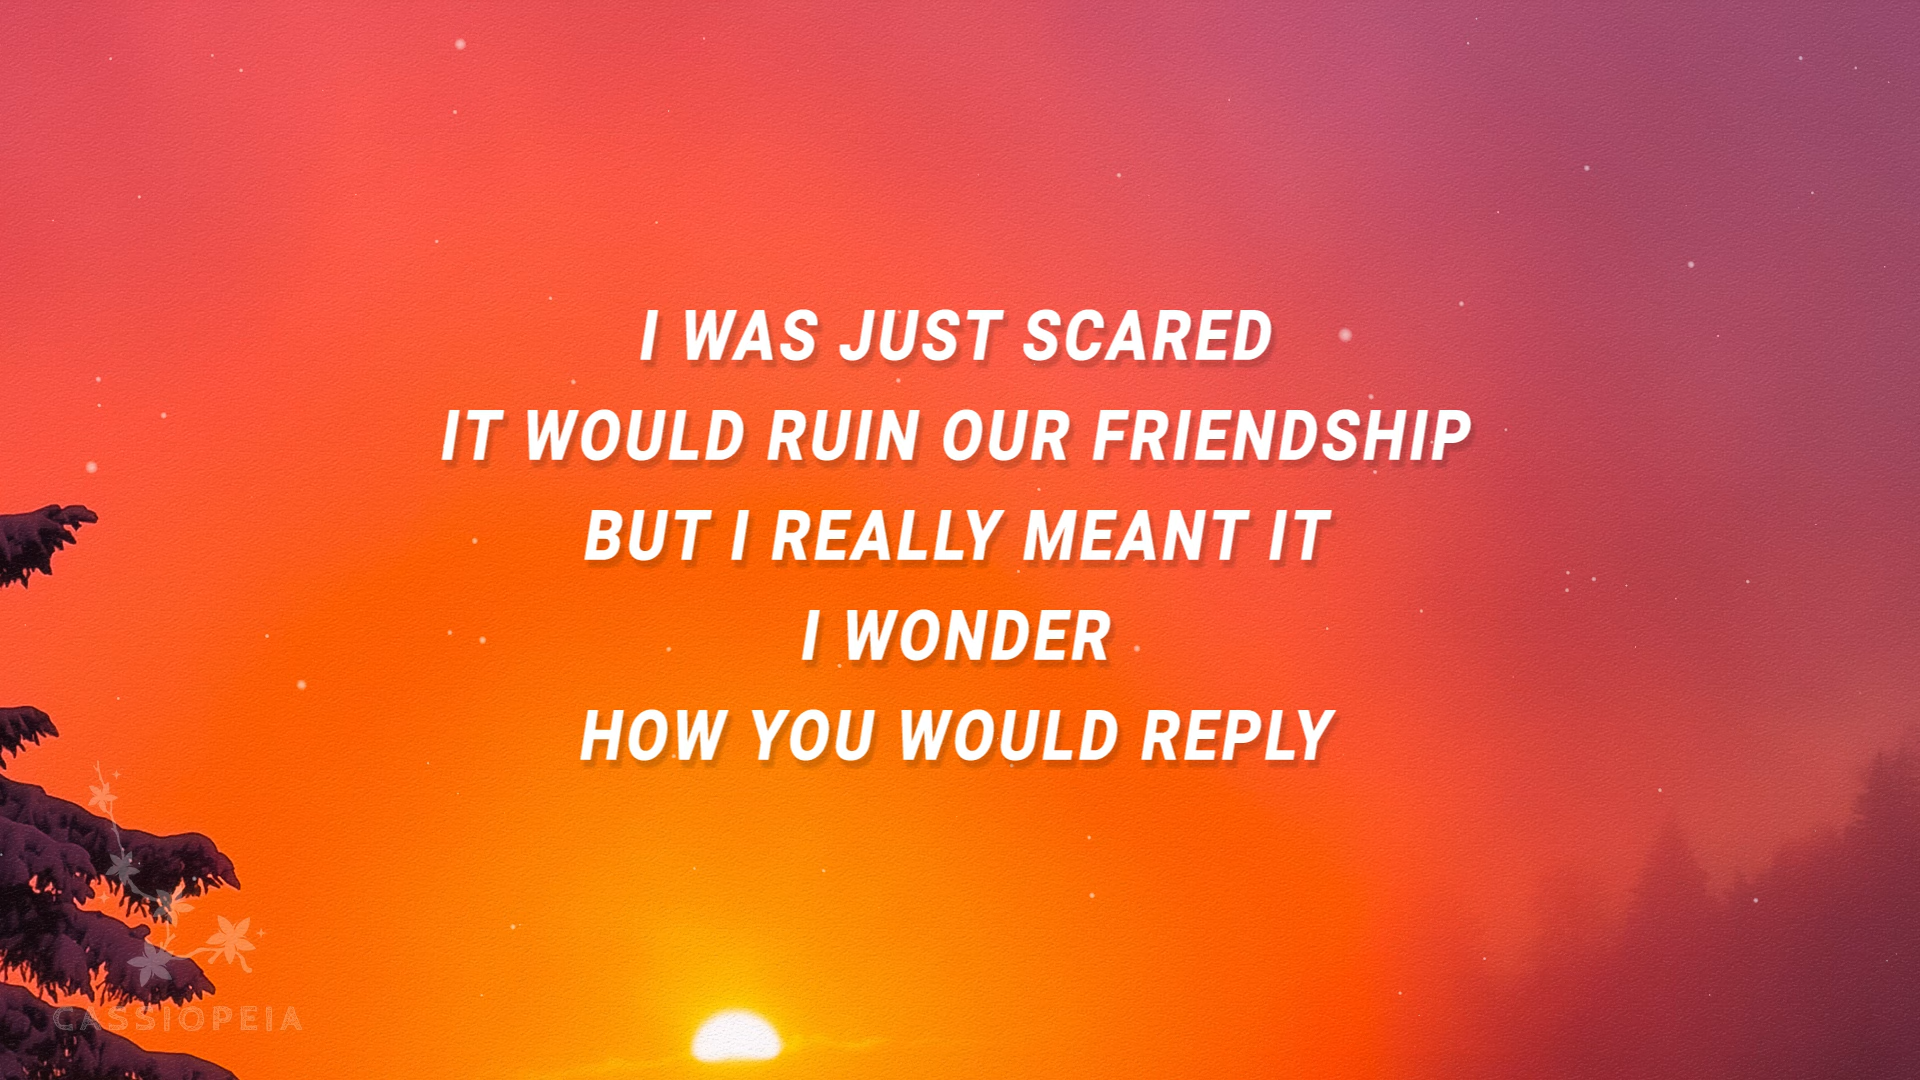 I WAS JUST SCARED
IT WOULD RUIN OUR FRIENDSHIP
BUT I REALLY MEANT IT
I WONDER
HOW YOU WOULD REPLY
CASSIOPEIA